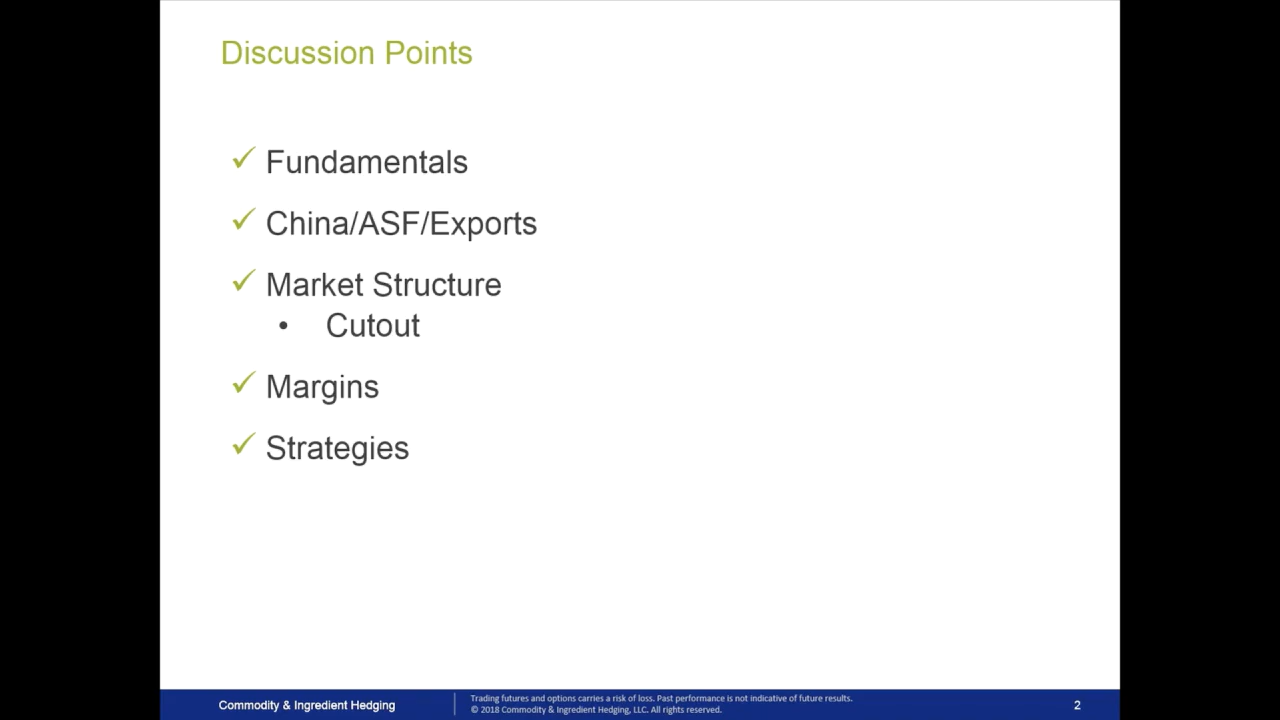 Discussion Points
✓ Fundamentals
✓ China/ASF/Exports
✓ Market Structure
• Cutout
✓ Margins
✓ Strategies
Commodity & Ingredient Hedging
Trading futures and options carries a risk of loss. Past performance is not indicative of future results.
© 2018 Commodity & Ingredient Hedging, LLC. All rights reserved.
2